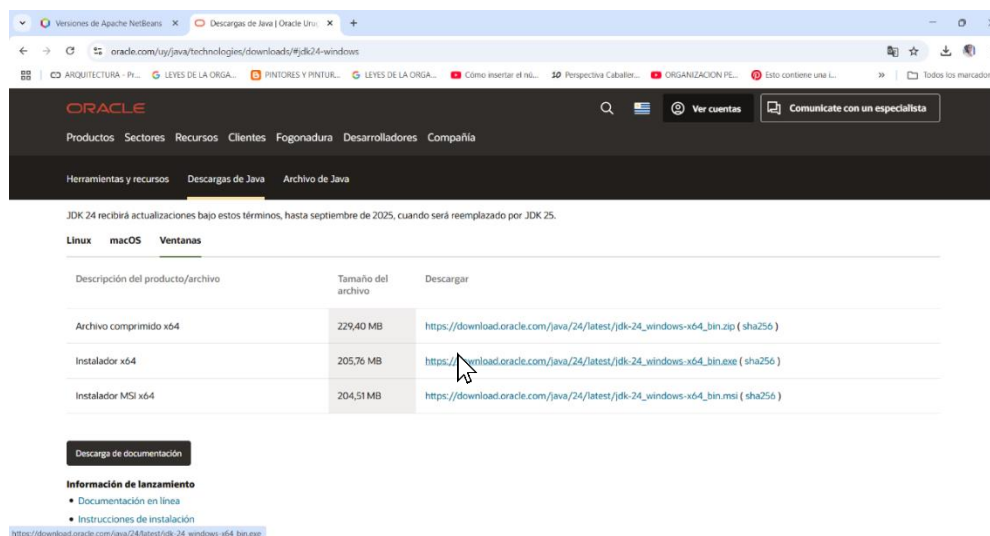 Versiones de Apache NetBeans
Descargas de Java | Oracle Uru
oracle.com/uy/java/technologies/downloads/#jdk24-windows
ARQUITECTURA - Pr... LEYES DE LA ORGA... PINTORES Y PINTUR... LEYES DE LA ORGA... Cómo insertar el nú... Perspectiva Caballer... ORGANIZACION PE... Esto contiene una i... » Todos los marcador
ORACLE
Ver cuentas
Comunicate con un especialista
Productos Sectores Recursos Clientes Fogonadura Desarrolladores Compañía
Herramientas y recursos Descargas de Java Archivo de Java
JDK 24 recibirá actualizaciones bajo estos términos, hasta septiembre de 2025, cuando será reemplazado por JDK 25.
Linux macOS Ventanas
Descripción del producto/archivo Tamaño del archivo Descargar
Archivo comprimido x64 229,40 MB https://download.oracle.com/java/24/latest/jdk-24_windows-x64_bin.zip ( sha256 )
Instalador x64 205,76 MB https://download.oracle.com/java/24/latest/jdk-24_windows-x64_bin.exe ( sha256 )
Instalador MSI x64 204,51 MB https://download.oracle.com/java/24/latest/jdk-24_windows-x64_bin.msi ( sha256 )
Descarga de documentación
Información de lanzamiento
• Documentación en línea
• Instrucciones de instalación
https://download.oracle.com/java/24/latest/jdk-24_windows-x64_bin.exe